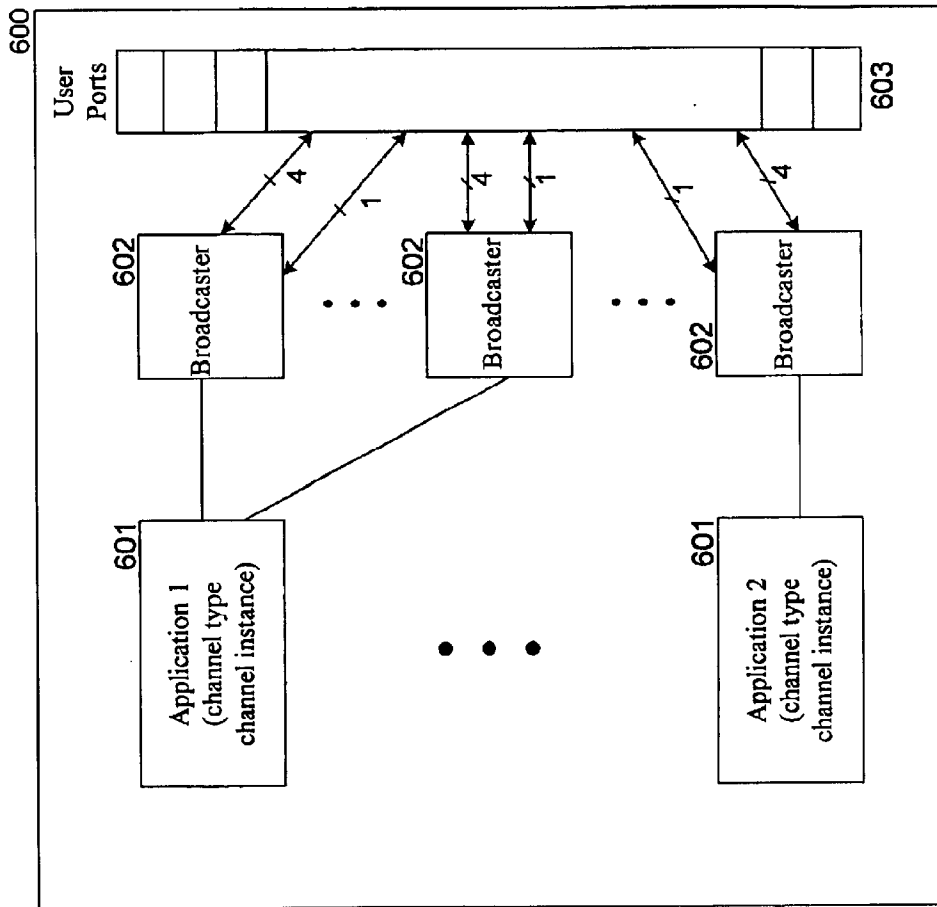 600
User
Ports
603
4
1
4
1
1
4
602
Broadcaster
602
Broadcaster
602
Broadcaster
601
Application 1
(channel type
channel instance)
601
Application 2
(channel type
channel instance)